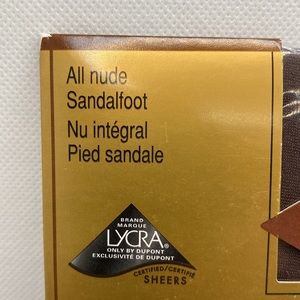 All nude
Sandalfoot
Nu intégral
Pied sandale
BRAND
MARQUE
LYCRA®
ONLY BY DUPONT
EXCLUSIVITÉ DE DUPONT
CERTIFIED/CERTIFIÉ
SHEERS